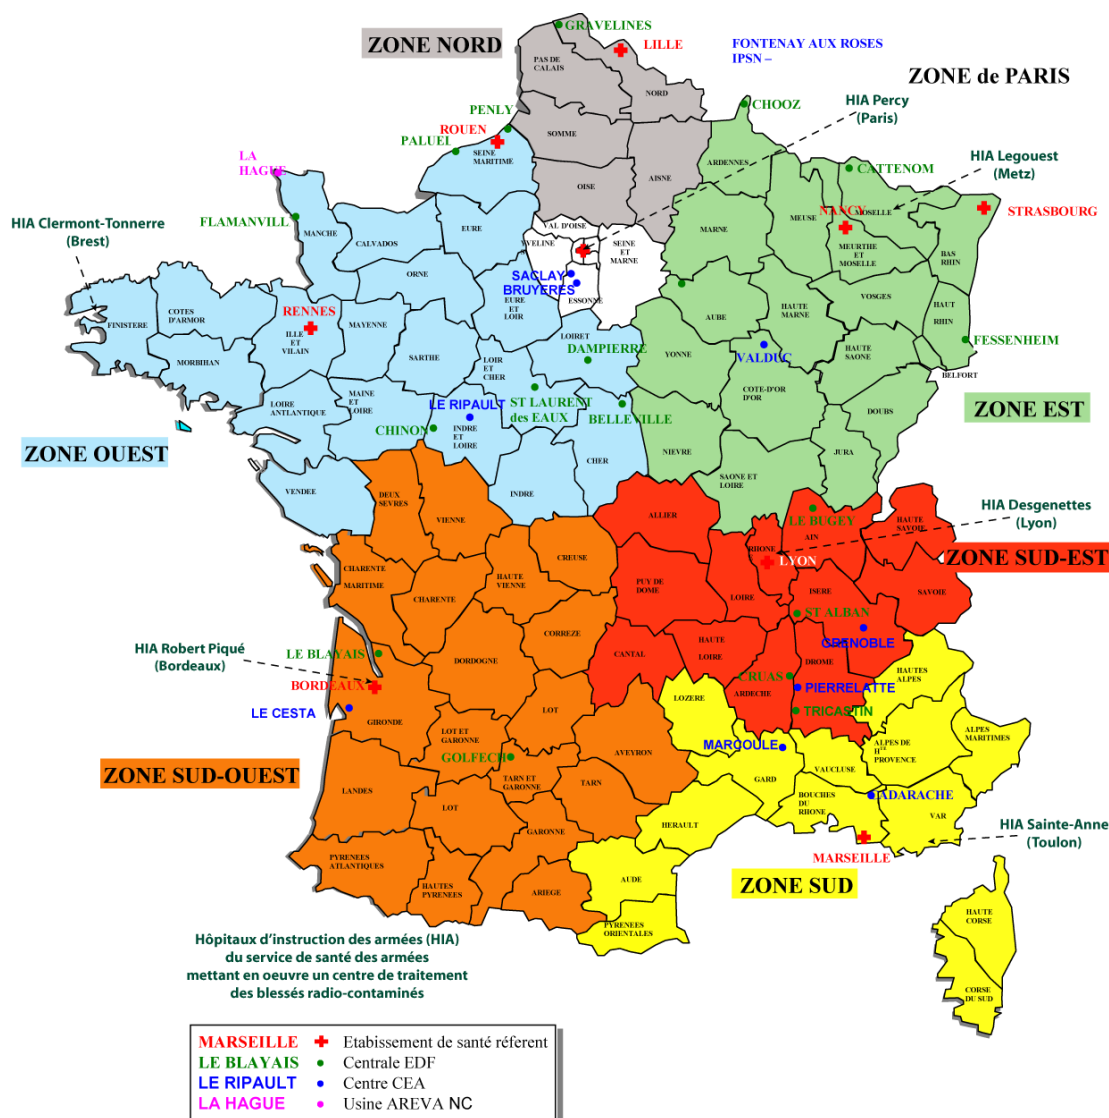 GRAVELINES
ZONE NORD
LILLE
FONTENAY AUX ROSES
IPSN –
PAS DE
CALAIS
ZONE de PARIS
NORD
HIA Percy
(Paris)
CHOOZ
PENLY
ROUEN
SOMME
PALUEL
SEINE
MARITIME
LA
HAGUE
ARDENNES
HIA Legouest
(Metz)
CATTENOM
AISNE
OISE
HIA Clermont-Tonnerre
(Brest)
FLAMANVILL
MANCHE
CALVADOS
EURE
VAL D'OISE
YVELINE
SEINE
ET
MARNE
MARNE
MEUSE
NANCY
MOSELLE
STRASBOURG
MEURTHE
ET
MOSELLE
BAS
RHIN
ORNE
SACLAY
BRUYERES
ESSONNE
EURE
ET
LOIR
AUBE
HAUTE
MARNE
VOSGES
HAUT
RHIN
FINISTERE
COTES
D'ARMOR
RENNES
ILLE
ET
VILAIN
MAYENNE
LOIRET
DAMPIERRE
YONNE
VALDUC
HAUTE
SAONE
FESSENHEIM
BELFORT
MORBIHAN
SARTHE
LOIR
ET
CHER
COTE-D'OR
D'OR
LOIRE
ANTLANTIQUE
MAINE
ET
LOIRE
LE RIPAULT
ST LAURENT
des EAUX
BELLEVILLE
DOUBS
ZONE EST
CHINON
INDRE
ET
LOIRE
ZONE OUEST
CHER
NIEVRE
JURA
SAONE ET
LOIRE
VENDEE
DEUX
SEVRES
INDRE
VIENNE
ALLIER
LE BUGEY
AIN
HAUTE
SAVOIE
HIA Desgenettes
(Lyon)
RHONE
LYON
ZONE SUD-EST
CREUSE
CHARENTE
MARITIME
HAUTE
VIENNE
PUY DE
DOME
LOIRE
ISERE
SAVOIE
CHARENTE
ST ALBAN
CORREZE
GRENOBLE
HIA Robert Piqué
(Bordeaux)
LE BLAYAIS
CANTAL
HAUTE
LOIRE
DROME
DORDOGNE
HAUTES
ALPES
CRUAS
BORDEAUX
ARDECHE
PIERRELATTE
LOZERE
LE CESTA
GIRONDE
LOT
TRICASTIN
LOT ET
GARONNE
ALPES
MARITIMES
MARCOULE
AVEYRON
ALPES DE
HTE
PROVENCE
GOLFECH
ZONE SUD-OUEST
VAUCLUSE
GARD
TARN ET
GARONNE
TARN
LANDES
BOUCHES
DU
RHONE
ADARACHE
LOT
VAR
HERAULT
GARONNE
HIA Sainte-Anne
(Toulon)
MARSEILLE
PYRENEES
ATLANTIQUES
AUDE
ZONE SUD
HAUTES
PYRENEES
ARIEGE
HAUTE
CORSE
PYRENEES
ORIENTALES
Hôpitaux d'instruction des armées (HIA)
du service de santé des armées
mettant en oeuvre un centre de traitement
des blessés radio-contaminés
CORSE
DU SUD
MARSEILLE Etabissement de santé réferent
LE BLAYAIS Centrale EDF
LE RIPAULT Centre CEA
LA HAGUE Usine AREVA NC